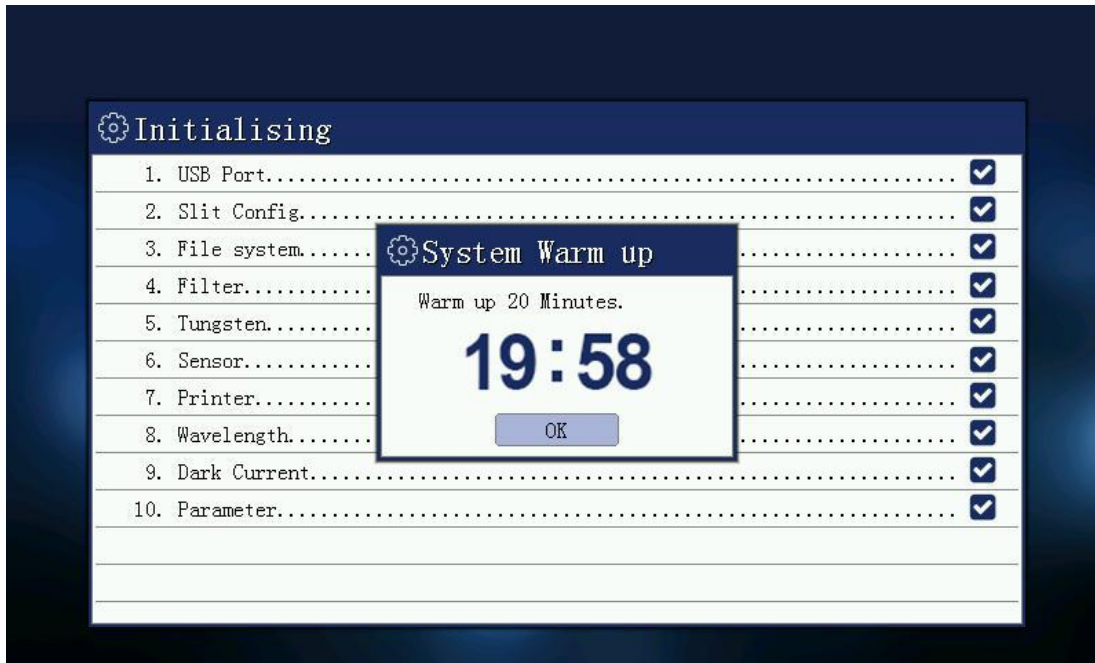 Initialising
1. USB Port......................................................................
2. Slit Config.................................................................
3. File system.......
4. Filter............
5. Tungsten..........
6. Sensor............
7. Printer...........
8. Wavelength........
9. Dark Current................................................................
10. Parameter...................................................................
System Warm up
Warm up 20 Minutes.
19:58
OK